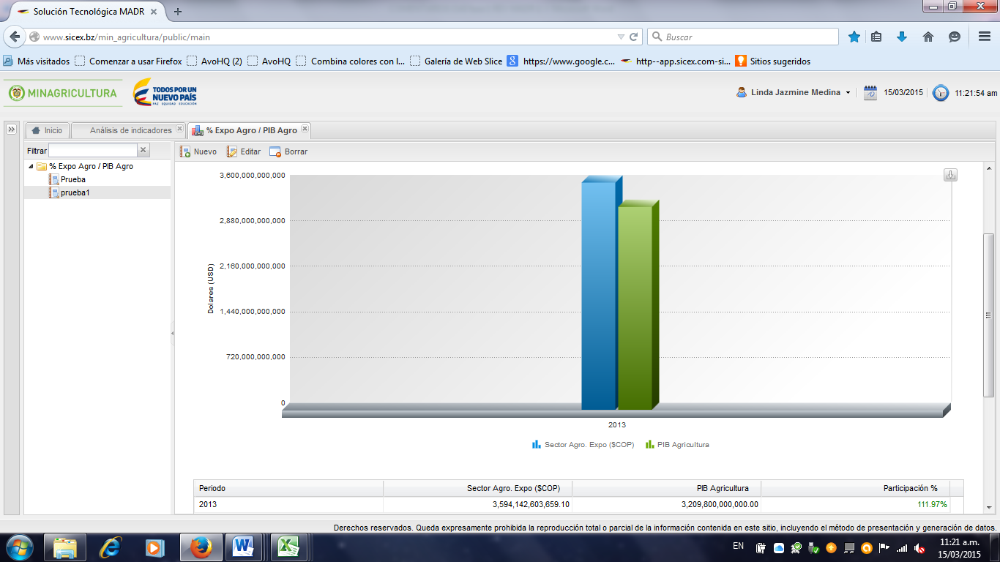 Solución Tecnológica MADR
www.sicex.bz/min_agricultura/public/main
Buscar
Más visitados Comenzar a usar Firefox AvoHQ (2) AvoHQ Combina colores con l... Galería de Web Slice https://www.google.c... http--app.sicex.com-si... Sitios sugeridos
MINAGRICULTURA
TODOS POR UN
NUEVO PAÍS
PAZ EQUIDAD EDUCACIÓN
Linda Jazmine Medina 15/03/2015 11:21:54 am
Inicio Análisis de indicadores % Expo Agro / PIB Agro
Filtrar
Nuevo Editar Borrar
% Expo Agro / PIB Agro
Prueba
prueba1
3,600,000,000,000
2,880,000,000,000
2,160,000,000,000
1,440,000,000,000
720,000,000,000
0
Dolares (USD)
2013
Sector Agro. Expo ($COP) PIB Agricultura
Periodo Sector Agro. Expo ($COP) PIB Agricultura Participación %
2013 3,594,142,603,659.10 3,209,800,000,000.00 111.97%
Derechos reservados. Queda expresamente prohibida la reproducción total o parcial de la información contenida en este sitio, incluyendo el método de presentación y generación de datos.
EN
11:21 a.m.
15/03/2015